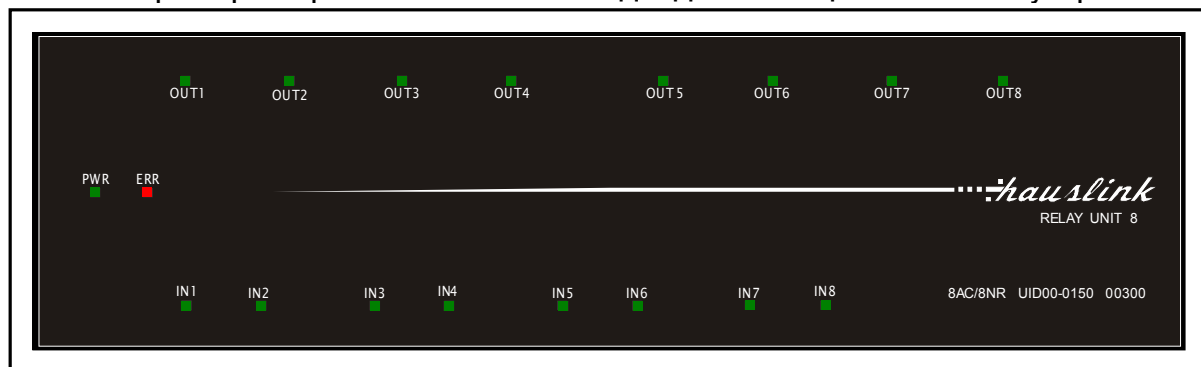 OUT1 OUT2 OUT3 OUT4 OUT5 OUT6 OUT7 OUT8
PWR ERR
hauslink
RELAY UNIT 8
IN1 IN2 IN3 IN4 IN5 IN6 IN7 IN8
8AC/8NR UID00-0150 00300